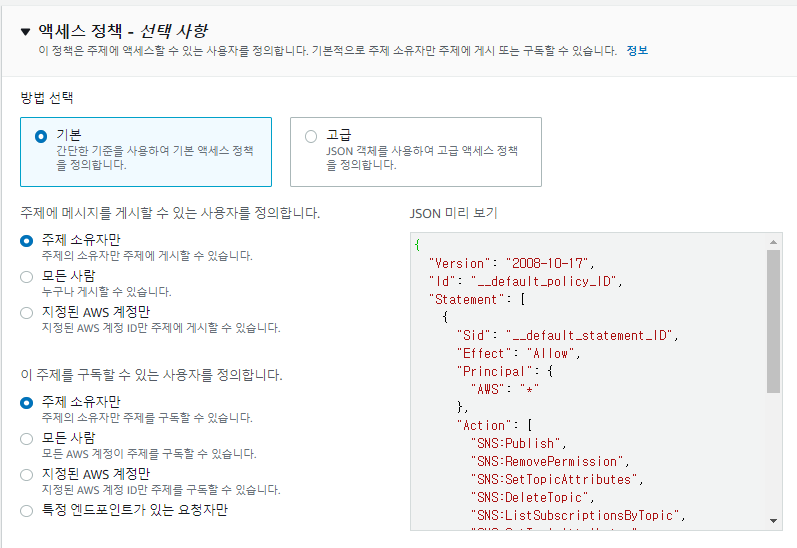 ▼ 액세스 정책 - 선택 사항
이 정책은 주제에 액세스할 수 있는 사용자를 정의합니다. 기본적으로 주제 소유자만 주제에 게시 또는 구독할 수 있습니다. 정보
방법 선택
기본
간단한 기준을 사용하여 기본 액세스 정책
을 정의합니다.
고급
JSON 객체를 사용하여 고급 액세스 정책
을 정의합니다.
주제에 메시지를 게시할 수 있는 사용자를 정의합니다.
주제 소유자만
주제의 소유자만 주제에 게시할 수 있습니다.
모든 사람
누구나 게시할 수 있습니다.
지정된 AWS 계정만
지정된 AWS 계정 ID만 주제에 게시할 수 있습니다.
이 주제를 구독할 수 있는 사용자를 정의합니다.
주제 소유자만
주제의 소유자만 주제를 구독할 수 있습니다.
모든 사람
모든 AWS 계정이 주제를 구독할 수 있습니다.
지정된 AWS 계정만
지정된 AWS 계정 ID만 주제를 구독할 수 있습니다.
특정 엔드포인트가 있는 요청자만
JSON 미리 보기
{
"Version": "2008-10-17",
"Id": "__default_policy_ID",
"Statement": [
{
"Sid": "__default_statement_ID",
"Effect": "Allow",
"Principal": {
"AWS": "*"
},
"Action": [
"SNS:Publish",
"SNS:RemovePermission",
"SNS:SetTopicAttributes",
"SNS:DeleteTopic",
"SNS:ListSubscriptionsByTopic",